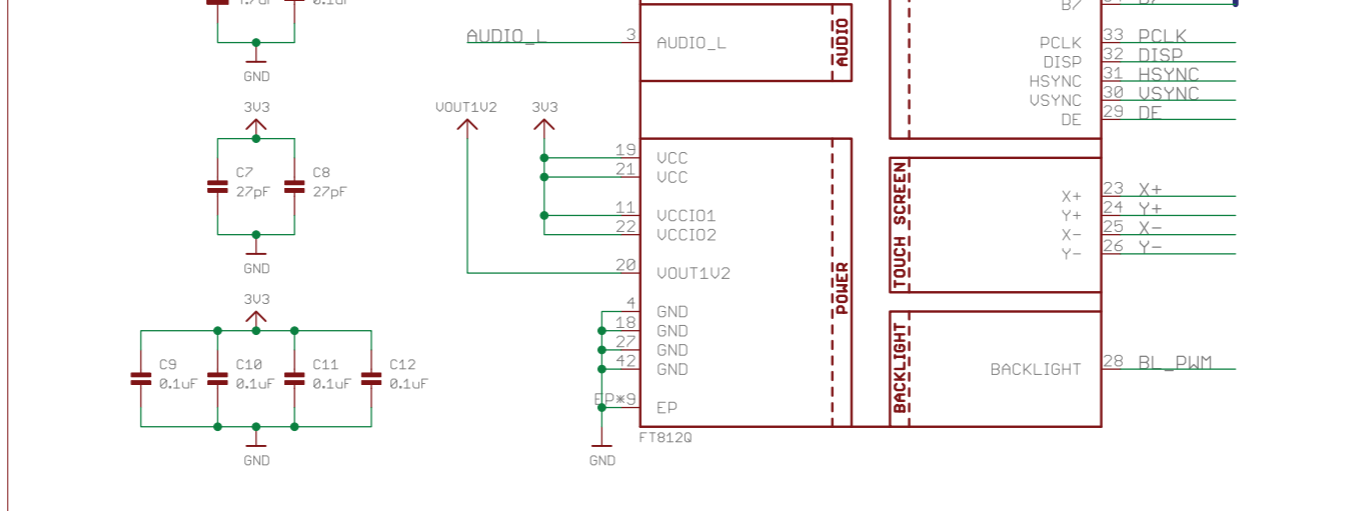 4.7uF
0.1uF
GND
3V3
C7
27pF
C8
27pF
GND
3V3
C9
0.1uF
C10
0.1uF
C11
0.1uF
C12
0.1uF
GND
AUDIO_L
3
AUDIO_L
AUDIO
VOUT1V2
3V3
19
VCC
21
VCC
11
VCCIO1
22
VCCIO2
20
VOUT1V2
4
GND
18
GND
27
GND
42
GND
EP*9
EP
POWER
GND
FT812Q
B7
PCLK
33
PCLK
DISP
32
DISP
HSYNC
31
HSYNC
VSYNC
30
VSYNC
DE
29
DE
TOUCH SCREEN
X+
23
X+
Y+
24
Y+
X-
25
X-
Y-
26
Y-
BACKLIGHT
BACKLIGHT
28
BL_PWM